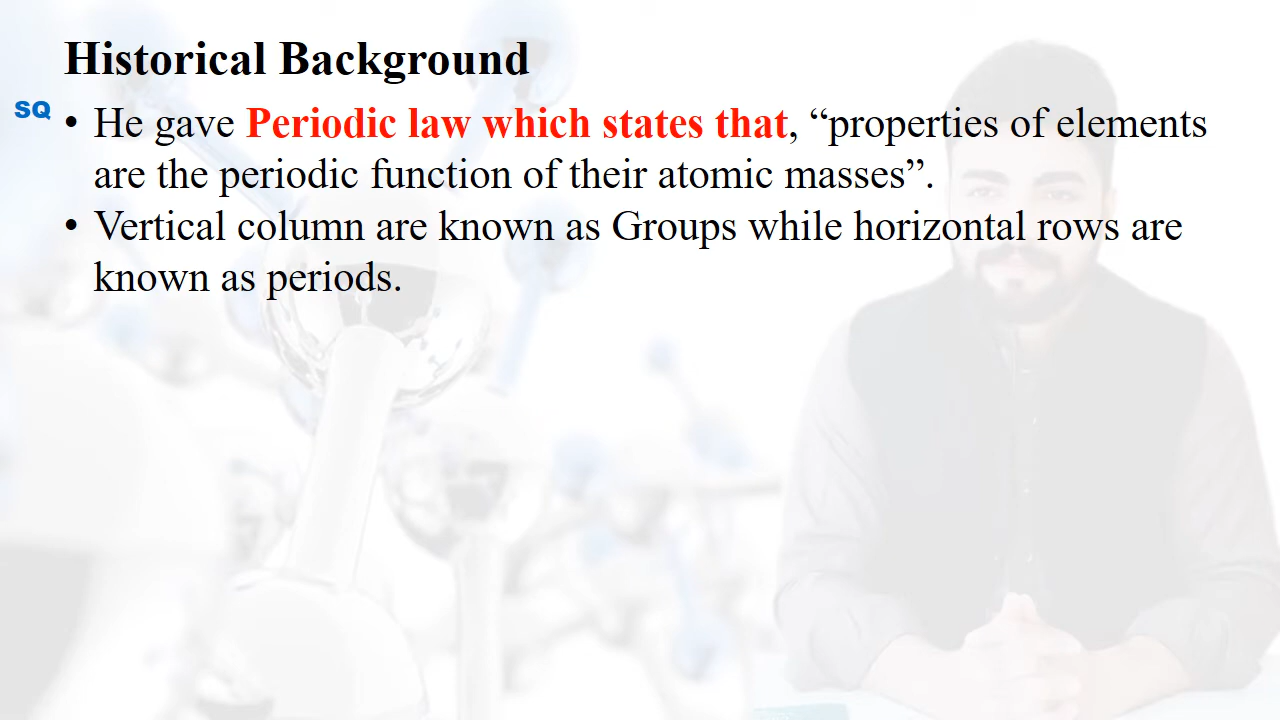 Historical Background
SQ
• He gave Periodic law which states that, “properties of elements
are the periodic function of their atomic masses”.
• Vertical column are known as Groups while horizontal rows are
known as periods.